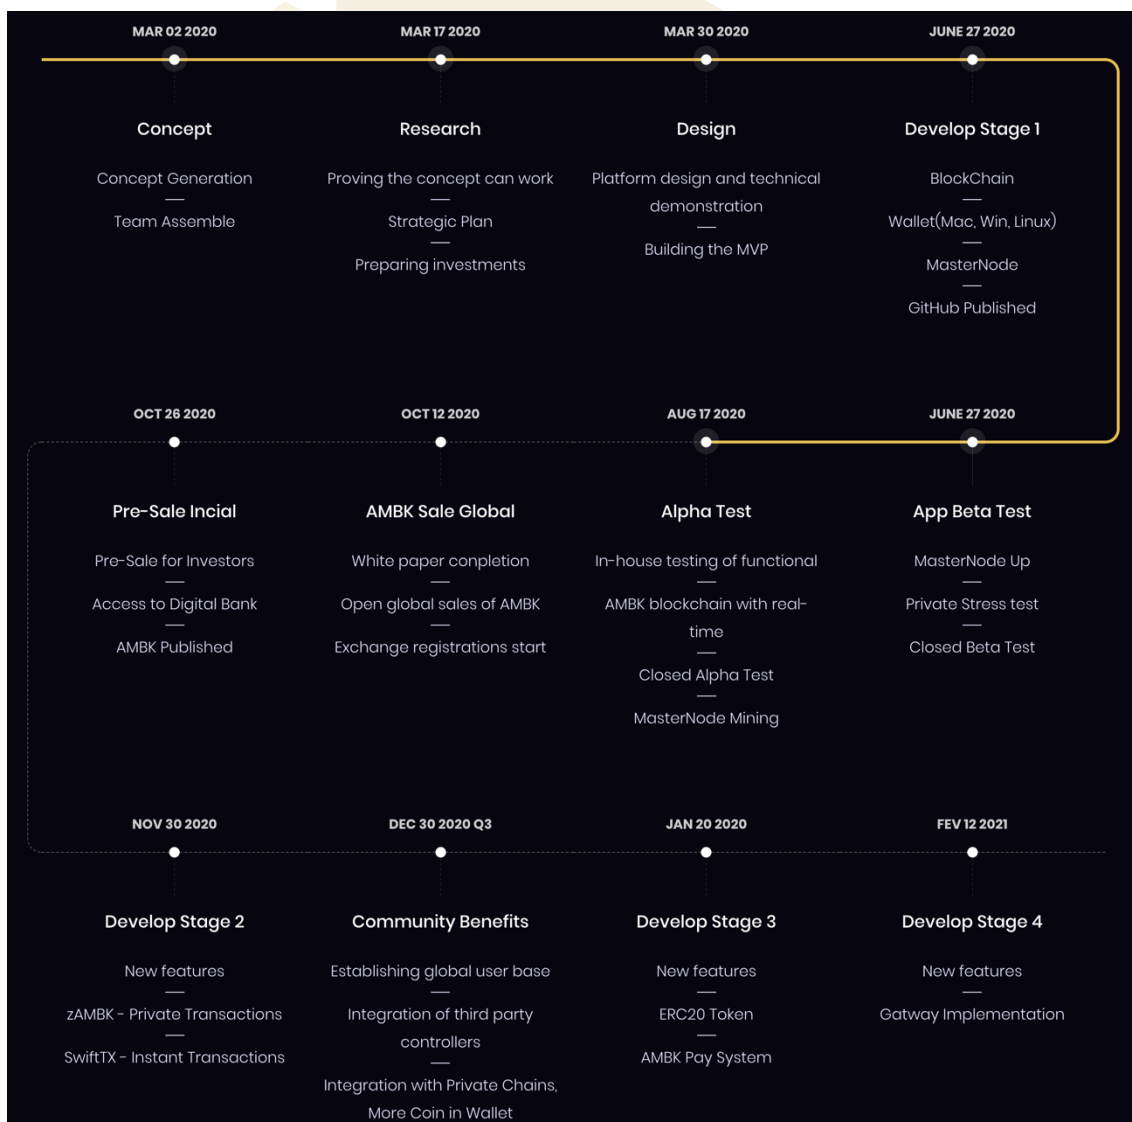 MAR 02 2020
Concept
Concept Generation
Team Assemble
MAR 17 2020
Research
Proving the concept can work
Strategic Plan
Preparing investments
MAR 30 2020
Design
Platform design and technical
demonstration
Building the MVP
JUNE 27 2020
Develop Stage 1
BlockChain
Wallet(Mac, Win, Linux)
MasterNode
GitHub Published
JUNE 27 2020
App Beta Test
MasterNode Up
Private Stress test
Closed Beta Test
AUG 17 2020
Alpha Test
In-house testing of functional
AMBK blockchain with real-
time
Closed Alpha Test
MasterNode Mining
OCT 12 2020
AMBK Sale Global
White paper conpletion
Open global sales of AMBK
Exchange registrations start
OCT 26 2020
Pre-Sale Incial
Pre-Sale for Investors
Access to Digital Bank
AMBK Published
NOV 30 2020
Develop Stage 2
New features
zAMBK - Private Transactions
SwiftTX - Instant Transactions
DEC 30 2020 Q3
Community Benefits
Establishing global user base
Integration of third party
controllers
Integration with Private Chains,
More Coin in Wallet
JAN 20 2020
Develop Stage 3
New features
ERC20 Token
AMBK Pay System
FEV 12 2021
Develop Stage 4
New features
Gatway Implementation